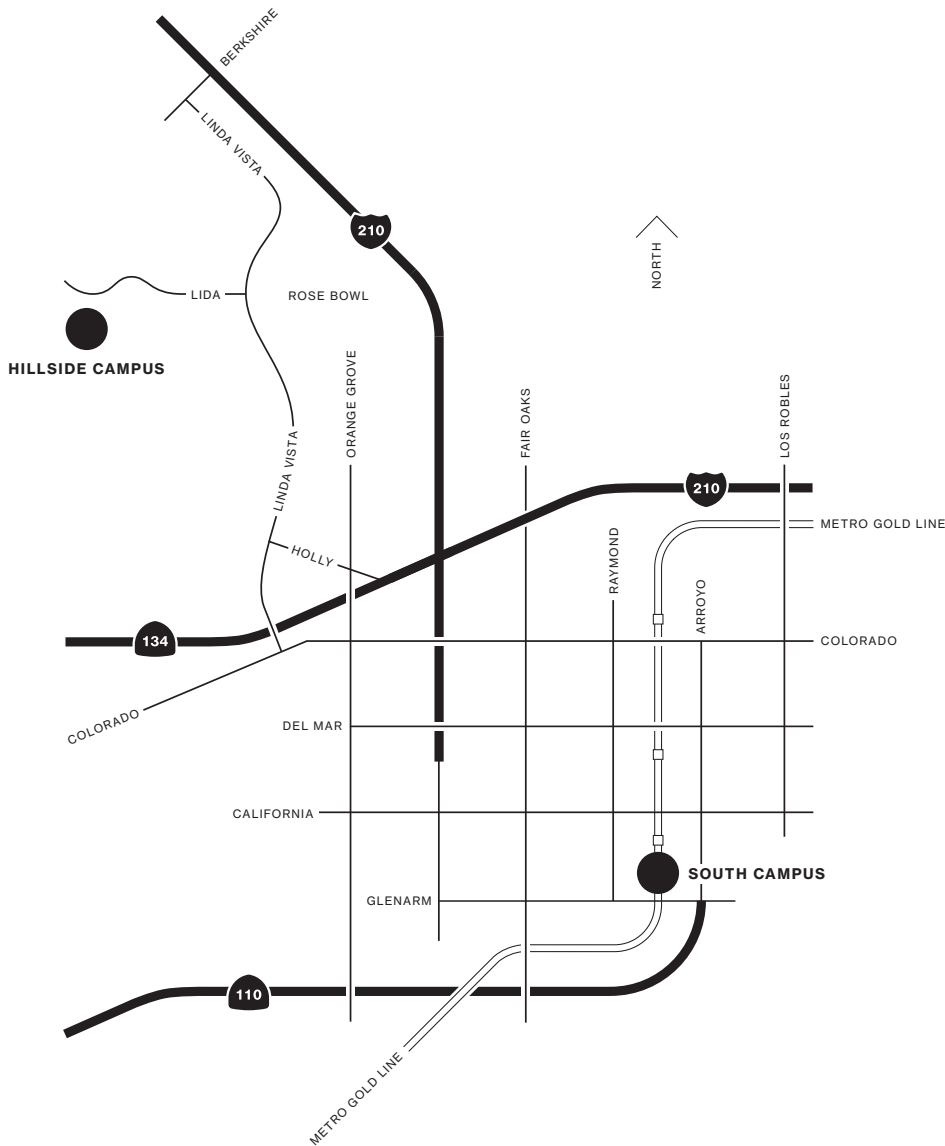 BERKSHIRE
LINDA VISTA
210
NORTH
LIDA
ROSE BOWL
HILLSIDE CAMPUS
ORANGE GROVE
FAIR OAKS
LOS ROBLES
LINDA VISTA
210
METRO GOLD LINE
HOLLY
RAYMOND
ARROYO
134
COLORADO
COLORADO
DEL MAR
CALIFORNIA
SOUTH CAMPUS
GLENARM
110
METRO GOLD LINE